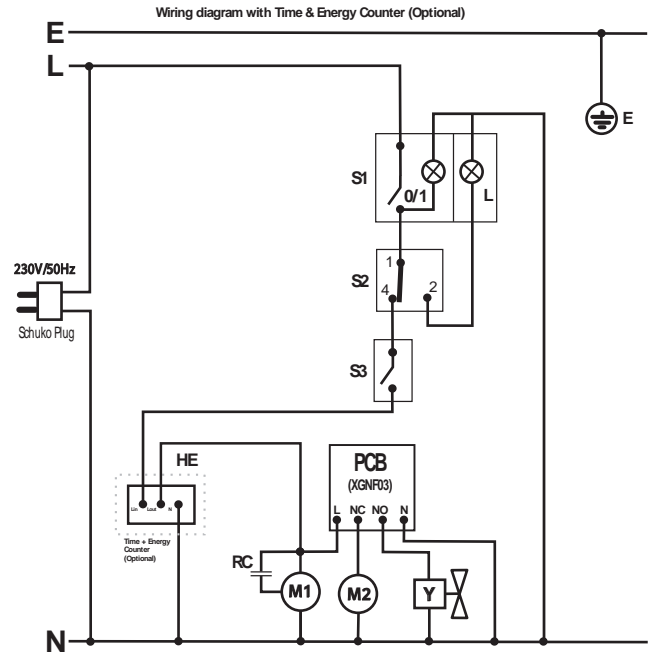 Wiring diagram with Time & Energy Counter (Optional)
E
L
E
S1
0/1
L
230V/50Hz
S2
1
4
2
Schuko Plug
S3
HE
PCB
(XGNF03)
L NC NO N
Lin Lout N
Time + Energy
Counter
(Optional)
RC
M1
M2
Y
N